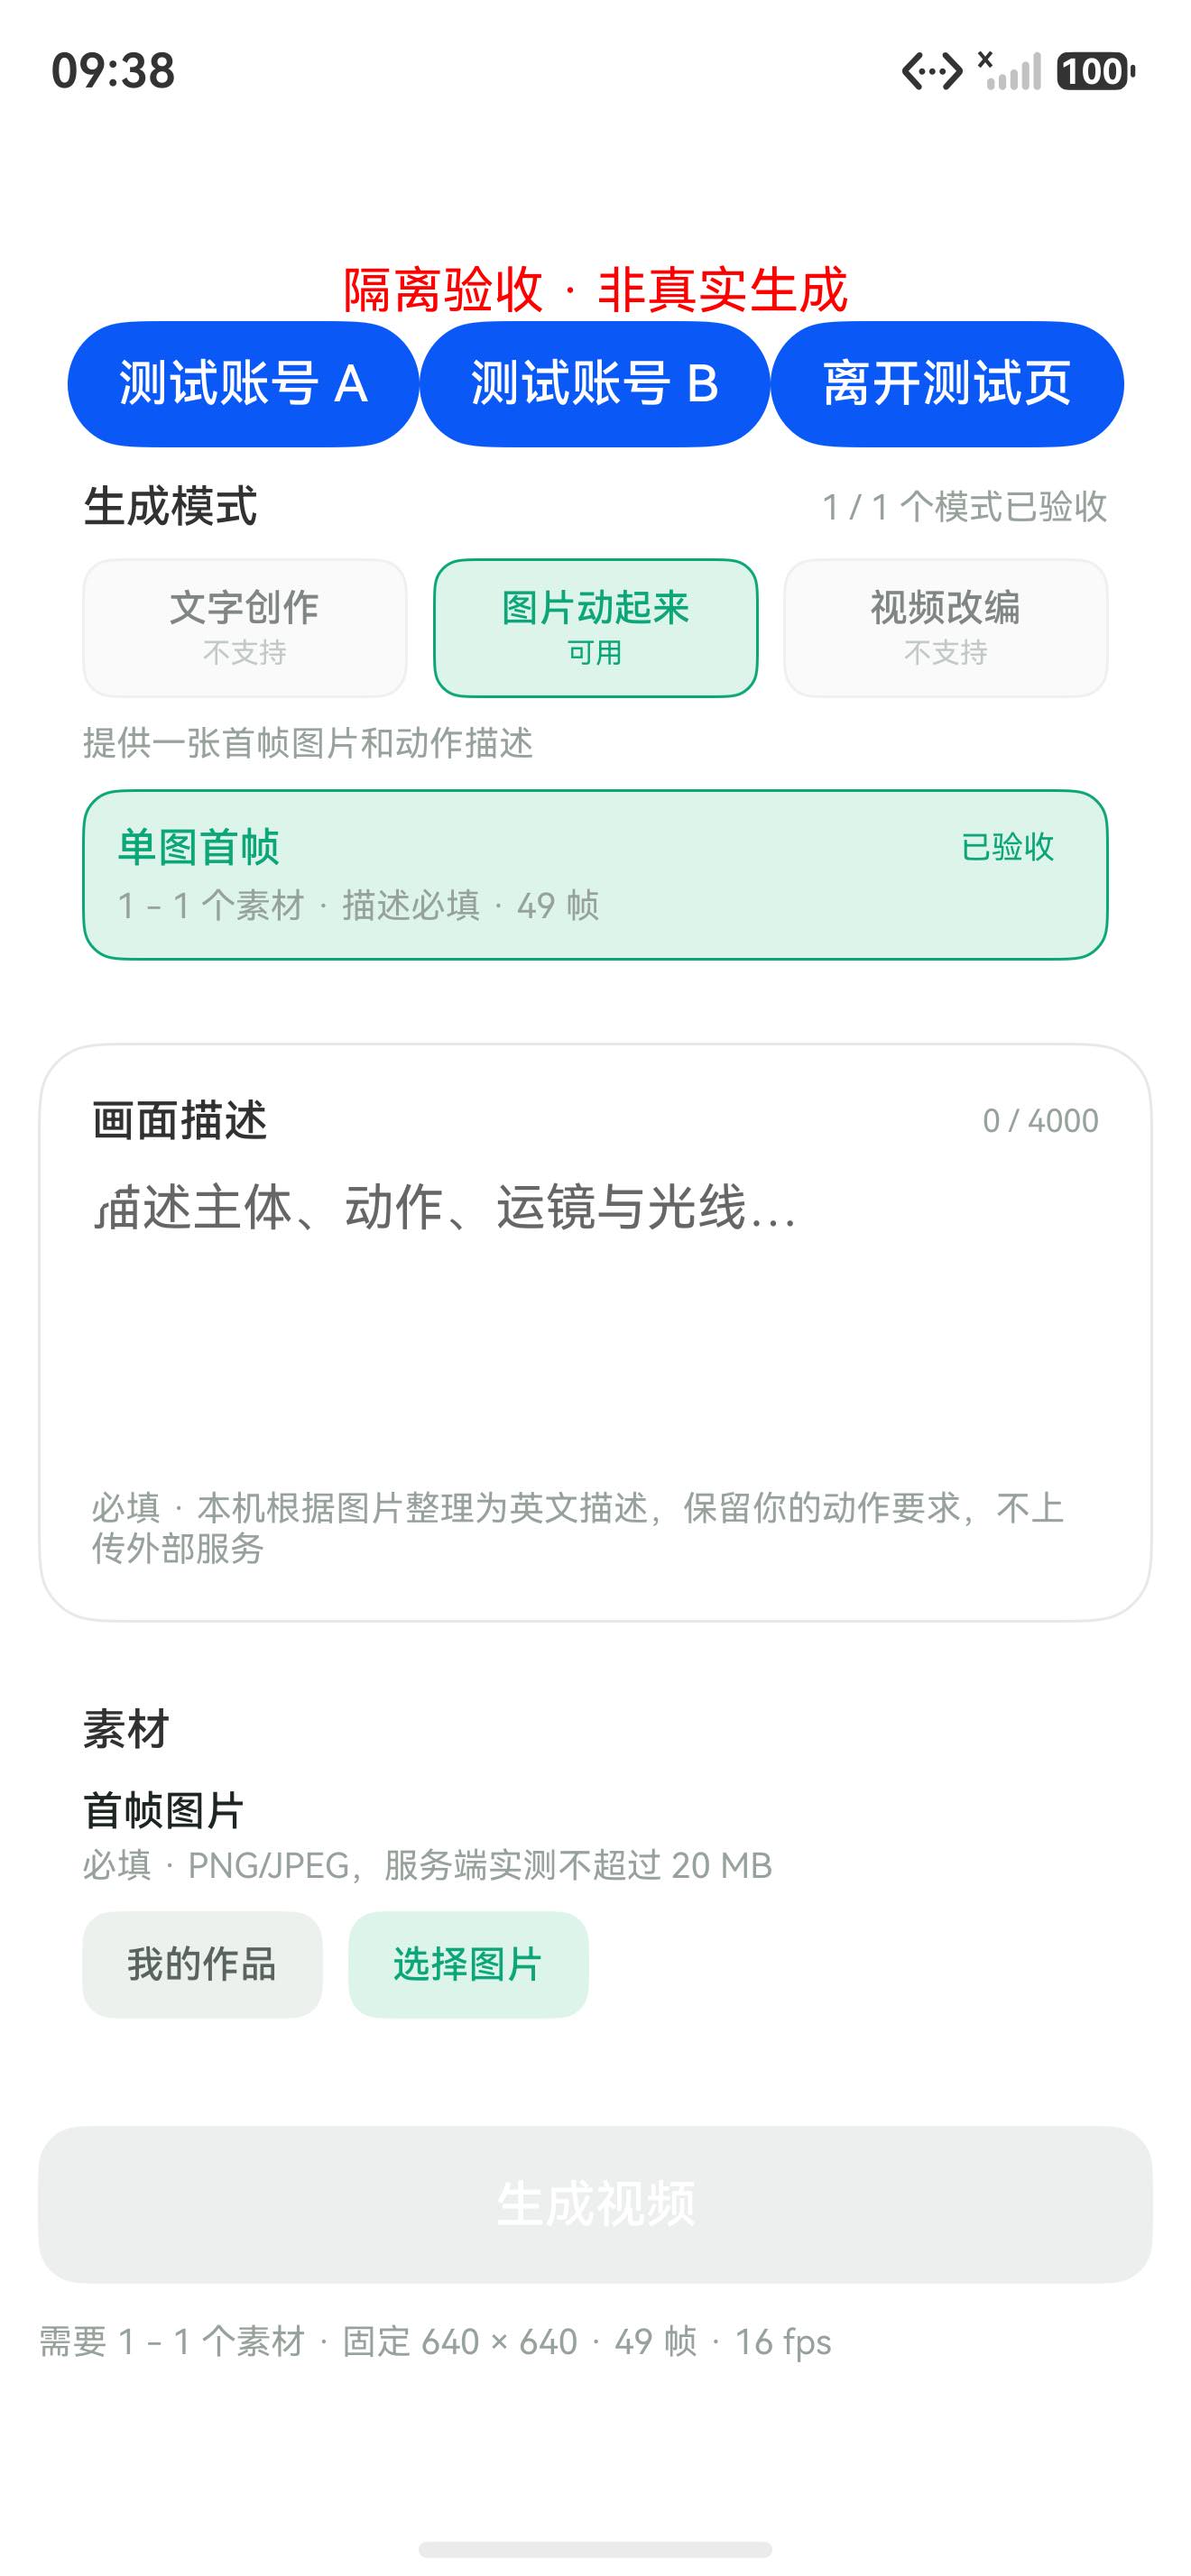 09:38
100
隔离验收 · 非真实生成
测试账号 A 测试账号 B 离开测试页
生成模式 1 / 1 个模式已验收
文字创作 图片动起来 视频改编
不支持 可用 不支持
提供一张首帧图片和动作描述
单图首帧 已验收
1 – 1 个素材 · 描述必填 · 49 帧
画面描述 0 / 4000
描述主体、动作、运镜与光线...
必填 · 本机根据图片整理为英文描述，保留你的动作要求，不上
传外部服务
素材
首帧图片
必填 · PNG/JPEG，服务端实测不超过 20 MB
我的作品 选择图片
生成视频
需要 1 – 1 个素材 · 固定 640 × 640 · 49 帧 · 16 fps